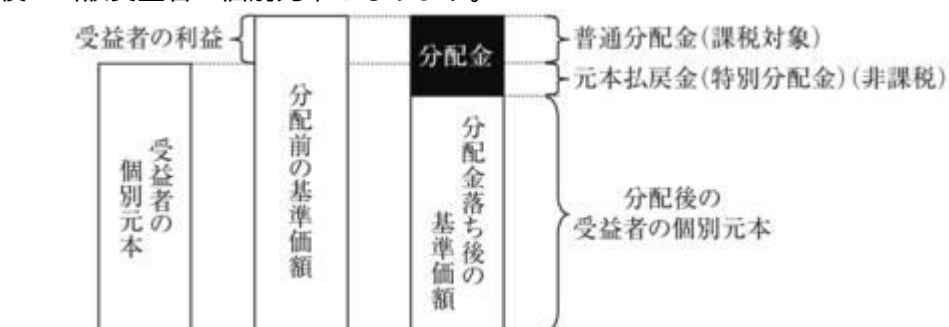 受益者の利益
分配金
普通分配金(課税対象)
元本払戻金(特別分配金)(非課税)
受益者の
個別元本
分配前の基準価額
分配金落ち後の
基準価額
分配後の
受益者の個別元本